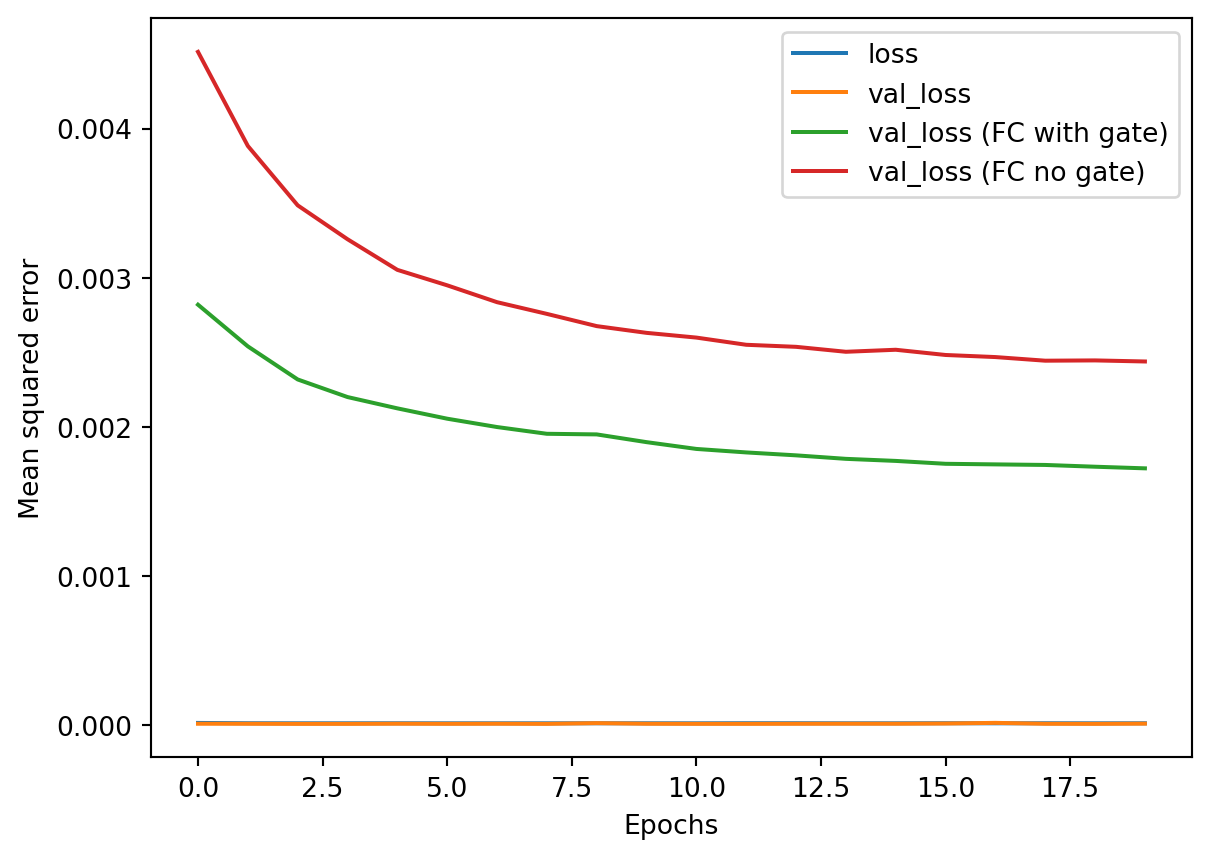 loss
val_loss
val_loss (FC with gate)
val_loss (FC no gate)
0.004
0.003
0.002
0.001
0.000
Mean squared error
0.0 2.5 5.0 7.5 10.0 12.5 15.0 17.5
Epochs